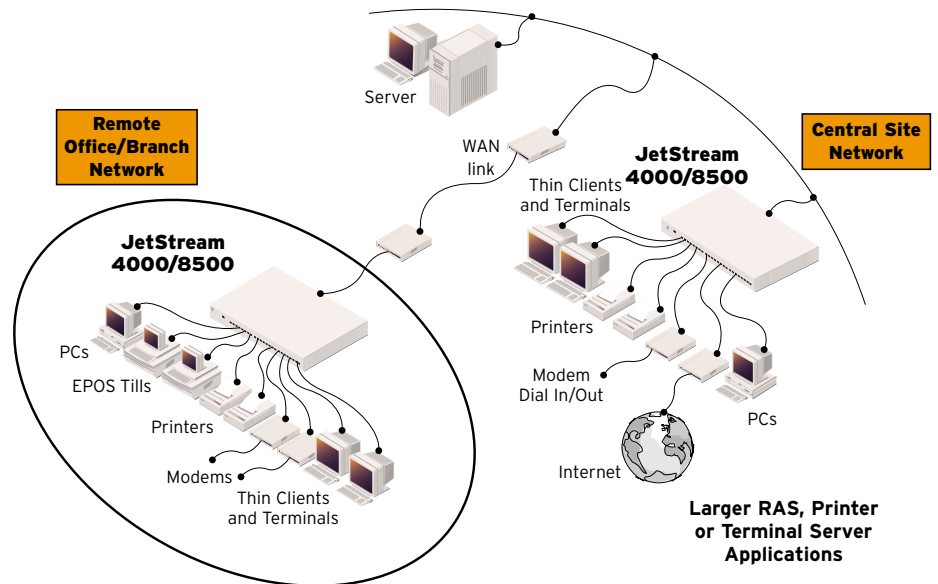 Server
Remote
Office/Branch
Network
WAN
link
Central Site
Network
JetStream
4000/8500
Thin Clients
and Terminals
Printers
Modem
Dial In/Out
PCs
Internet
Larger RAS, Printer
or Terminal Server
Applications
JetStream
4000/8500
PCs
EPOS Tills
Printers
Modems
Thin Clients
and Terminals